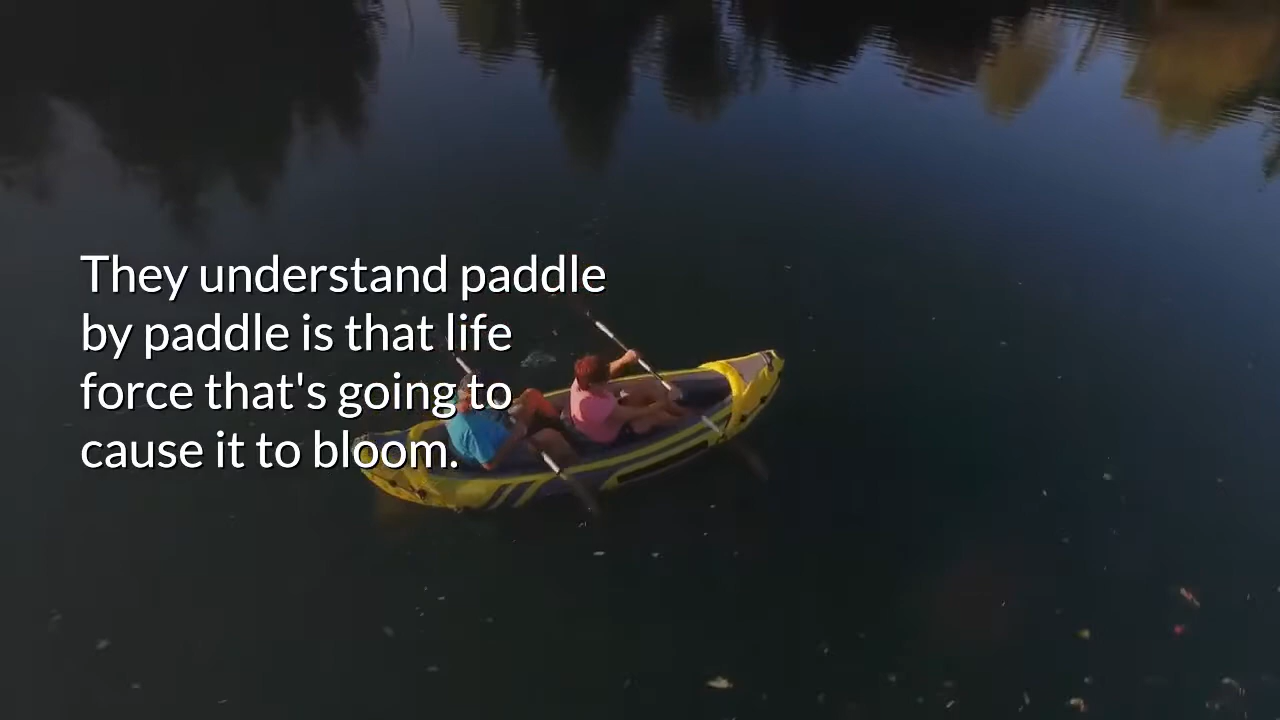 They understand paddle
by paddle is that life
force that's going to
cause it to bloom.